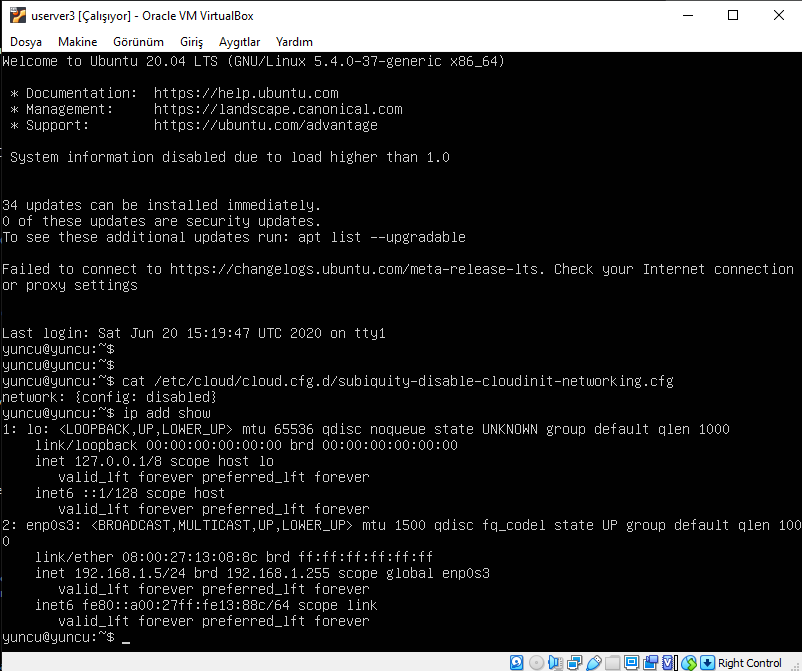 userver3 [Çalışıyor] - Oracle VM VirtualBox
Dosya Makine Görünüm Giriş Aygıtlar Yardım
Welcome to Ubuntu 20.04 LTS (GNU/Linux 5.4.0-37-generic x86_64)
* Documentation:  https://help.ubuntu.com
* Management:     https://landscape.canonical.com
* Support:        https://ubuntu.com/advantage
System information disabled due to load higher than 1.0
34 updates can be installed immediately.
0 of these updates are security updates.
To see these additional updates run: apt list --upgradable
Failed to connect to https://changelogs.ubuntu.com/meta-release-lts. Check your Internet connection
or proxy settings
Last login: Sat Jun 20 15:19:47 UTC 2020 on tty1
yuncu@yuncu:~$
yuncu@yuncu:~$
yuncu@yuncu:~$ cat /etc/cloud/cloud.cfg.d/subiquity-disable-cloudinit-networking.cfg
network: {config: disabled}
yuncu@yuncu:~$ ip add show
1: lo: <LOOPBACK,UP,LOWER_UP> mtu 65536 qdisc noqueue state UNKNOWN group default qlen 1000
link/loopback 00:00:00:00:00:00 brd 00:00:00:00:00:00
inet 127.0.0.1/8 scope host lo
valid_lft forever preferred_lft forever
inet6 ::1/128 scope host
valid_lft forever preferred_lft forever
2: enp0s3: <BROADCAST,MULTICAST,UP,LOWER_UP> mtu 1500 qdisc fq_codel state UP group default qlen 100
0
link/ether 08:00:27:13:08:8c brd ff:ff:ff:ff:ff:ff
inet 192.168.1.5/24 brd 192.168.1.255 scope global enp0s3
valid_lft forever preferred_lft forever
inet6 fe80::a00:27ff:fe13:88c/64 scope link
valid_lft forever preferred_lft forever
yuncu@yuncu:~$ _
Right Control